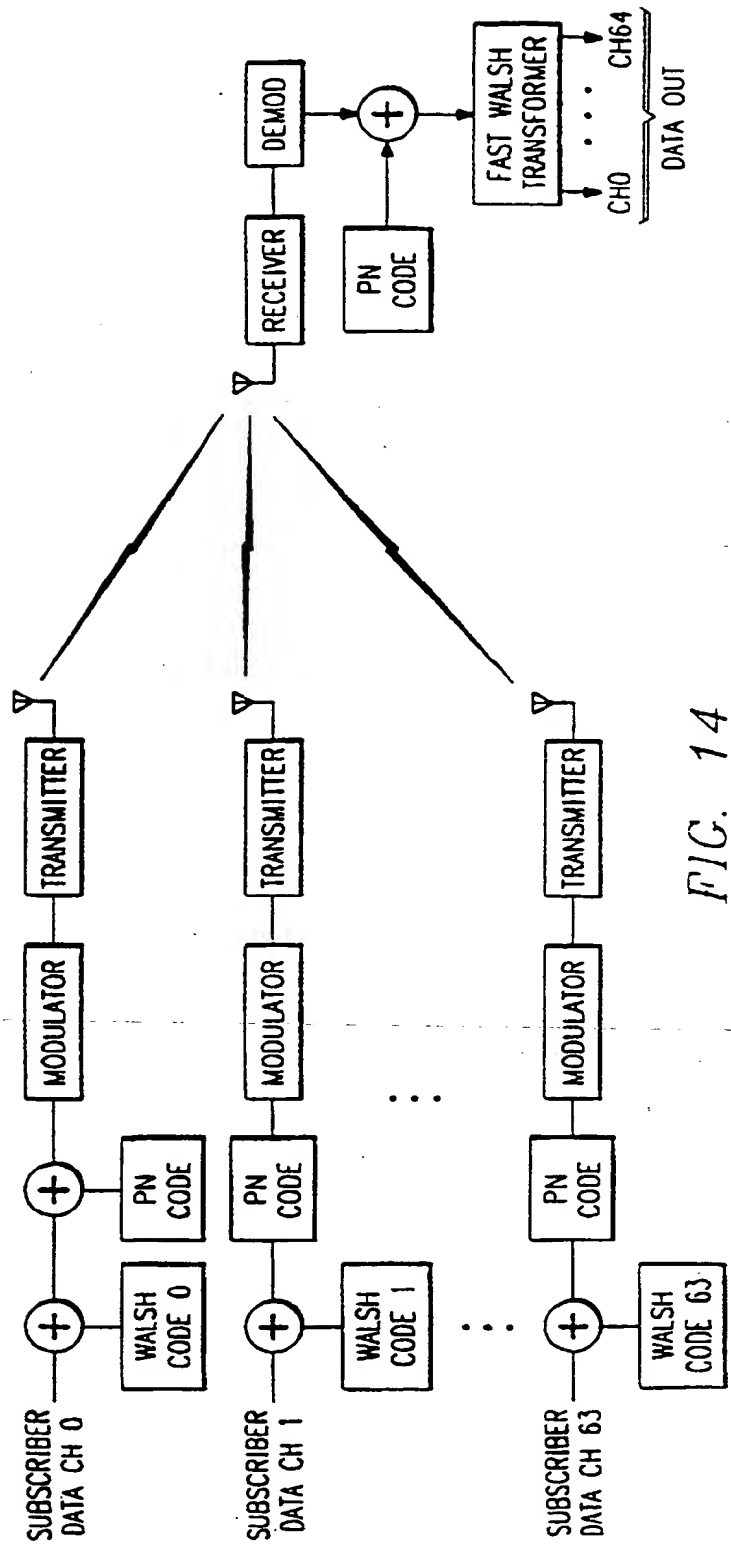 SUBSCRIBER
DATA CH 0
+
WALSH
CODE 0
+
PN
CODE
MODULATOR
TRANSMITTER
SUBSCRIBER
DATA CH 1
+
WALSH
CODE 1
PN
CODE
MODULATOR
TRANSMITTER
SUBSCRIBER
DATA CH 63
+
WALSH
CODE 63
PN
CODE
MODULATOR
TRANSMITTER
RECEIVER
DEMOD
PN
CODE
+
FAST WALSH
TRANSFORMER
CH0
CH64
DATA OUT
FIG. 14